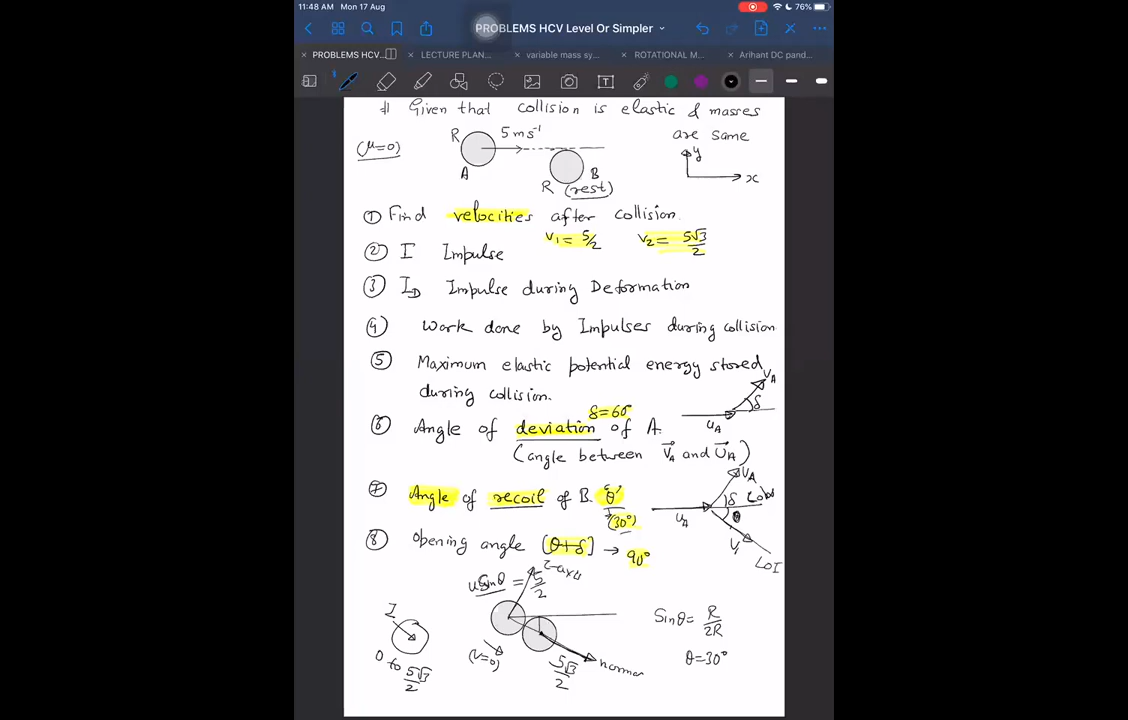 11:48 AM Mon 17 Aug
76%
PROBLEMS HCV Level Or Simpler
PROBLEMS HCV...
LECTURE PLAN...
variable mass sy...
ROTATIONAL M...
Arihant DC pand...
# Given that collision is elastic & masses
are same
(μ=0)
R
5 ms⁻¹
A
B
R (rest)
y
x
① Find velocities after collision.
v₁ = 5/2 v₂ = 5√3/2
② I Impulse
③ I_D Impulse during Deformation
④ Work done by Impulses during collision
⑤ Maximum elastic potential energy stored
during collision.
V_A
δ
u_A
δ=60°
⑥ Angle of deviation of A.
(angle between V⃗_A and U⃗_A)
V_A
⑦ Angle of recoil of B. 'θ'
(30°)
u_A
δ
θ
LOI
⑧ Opening angle [θ+δ] → 90°
usinθ = 5/2
I
0 to 5√3/2
(v=0)
5√3/2
Sinθ = R/2R
θ=30°